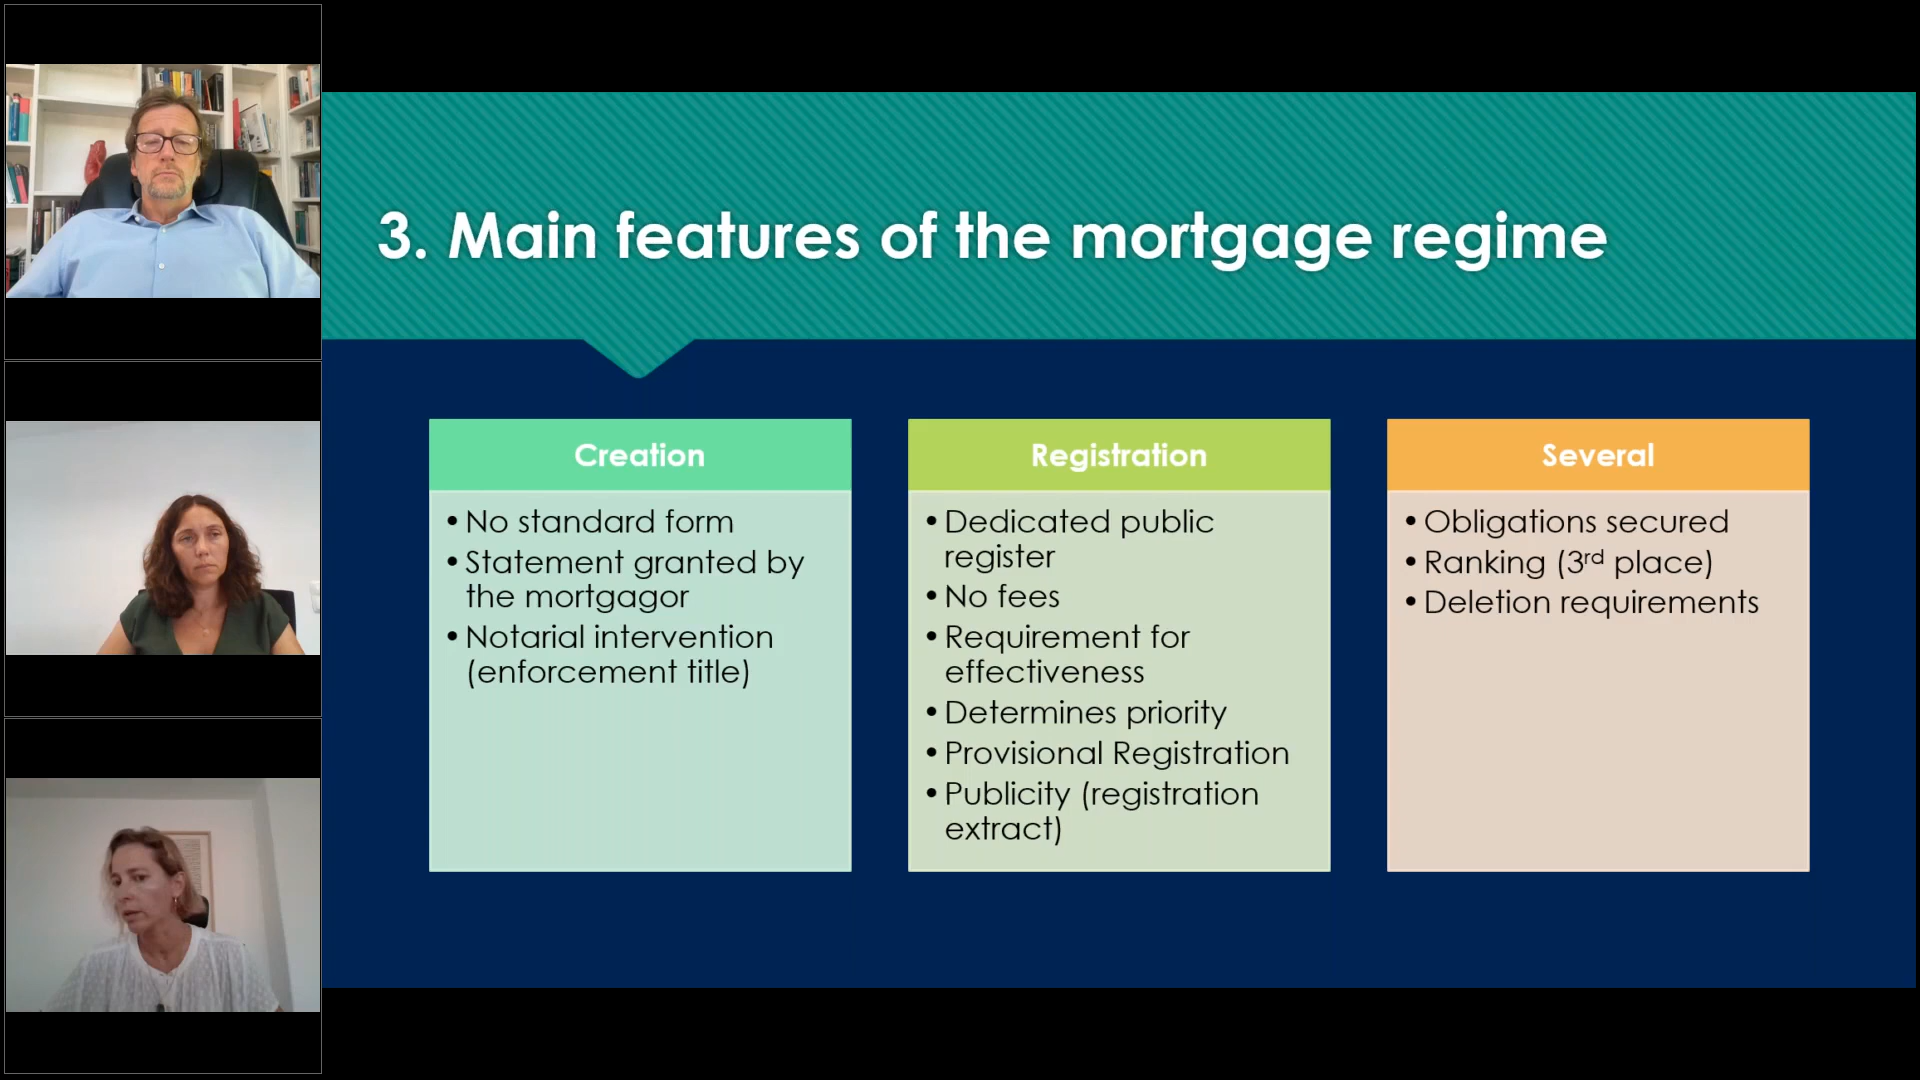 3. Main features of the mortgage regime
Creation
• No standard form
• Statement granted by
the mortgagor
• Notarial intervention
(enforcement title)
Registration
• Dedicated public
register
• No fees
• Requirement for
effectiveness
• Determines priority
• Provisional Registration
• Publicity (registration
extract)
Several
• Obligations secured
• Ranking (3rd place)
• Deletion requirements